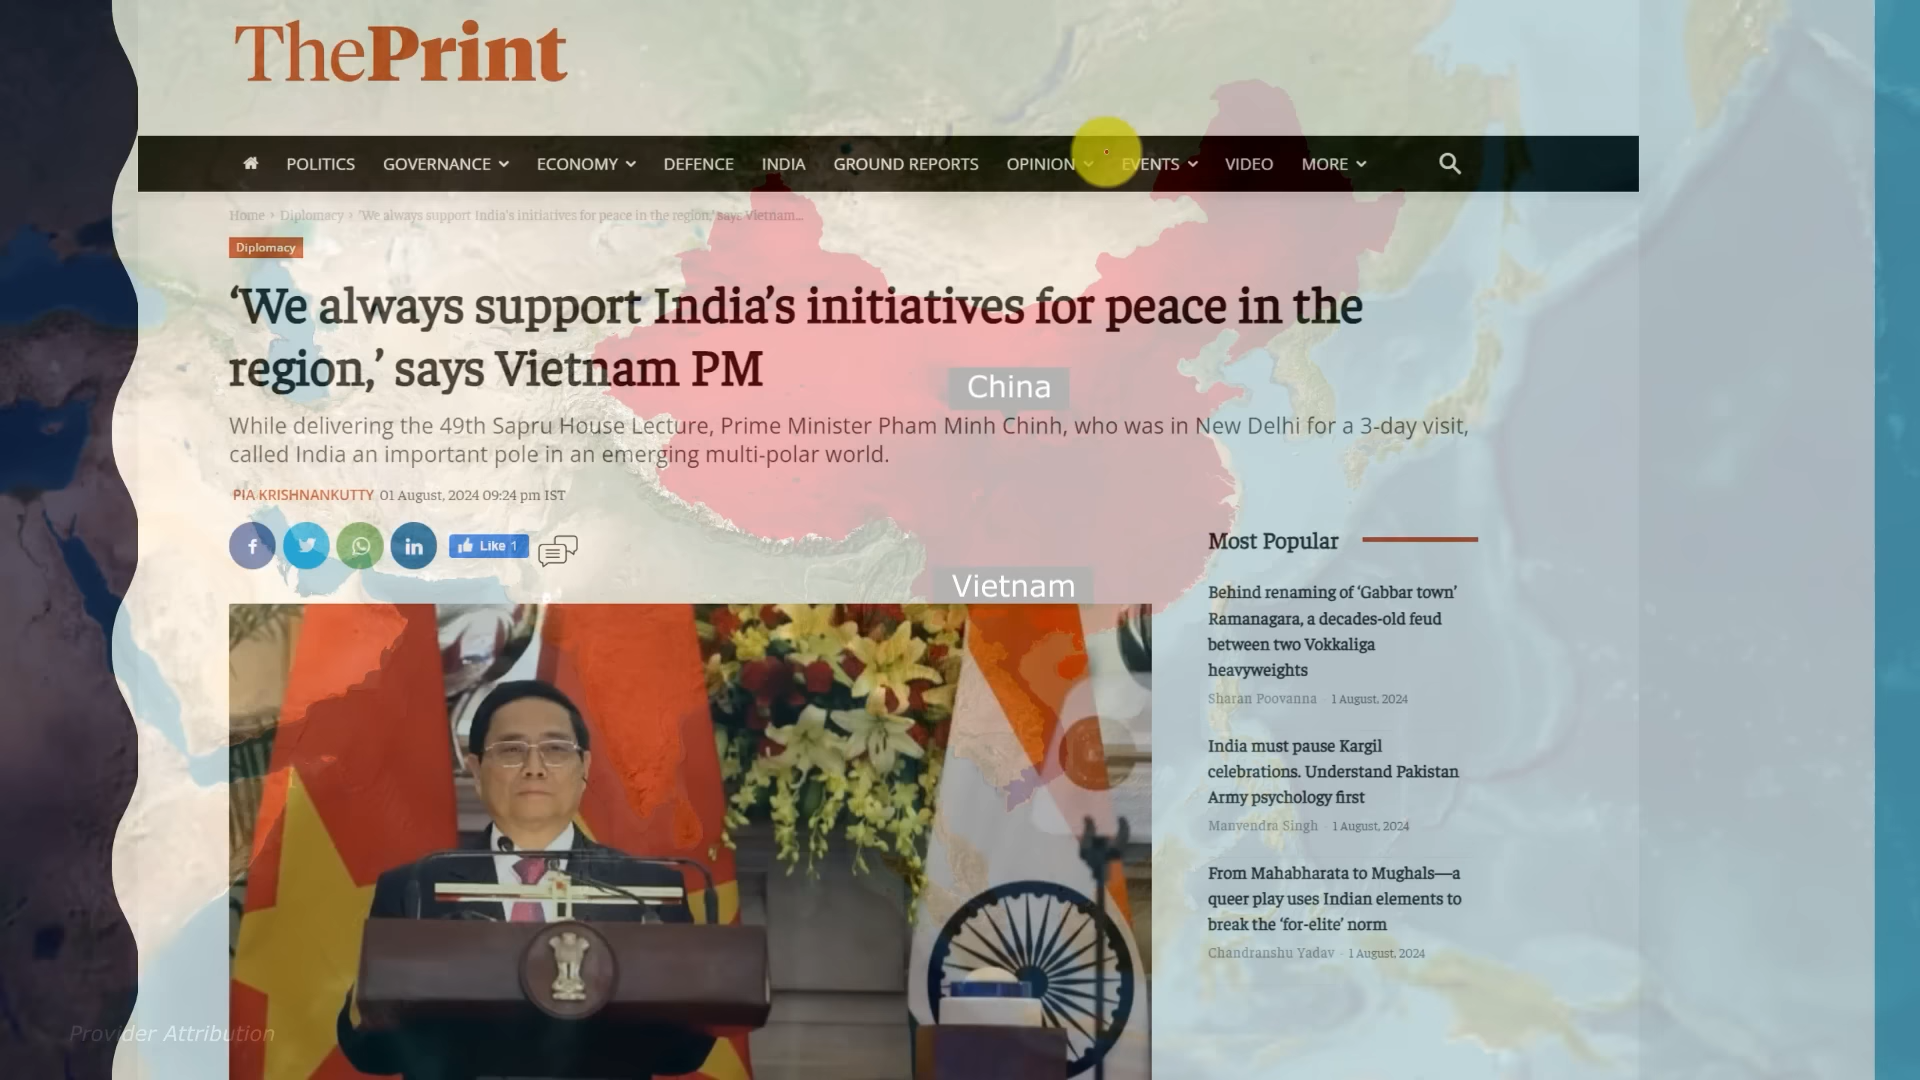 ThePrint
POLITICS GOVERNANCE ECONOMY DEFENCE INDIA GROUND REPORTS OPINION EVENTS VIDEO MORE
Home › Diplomacy › 'We always support India's initiatives for peace in the region,' says Vietnam...
Diplomacy
‘We always support India’s initiatives for peace in the
region,’ says Vietnam PM
China
While delivering the 49th Sapru House Lecture, Prime Minister Pham Minh Chinh, who was in New Delhi for a 3-day visit,
called India an important pole in an emerging multi-polar world.
PIA KRISHNANKUTTY 01 August, 2024 09:24 pm IST
Like 1
Vietnam
Most Popular
Behind renaming of ‘Gabbar town’
Ramanagara, a decades-old feud
between two Vokkaliga
heavyweights
Sharan Poovanna - 1 August, 2024
India must pause Kargil
celebrations. Understand Pakistan
Army psychology first
Manvendra Singh - 1 August, 2024
From Mahabharata to Mughals—a
queer play uses Indian elements to
break the ‘for-elite’ norm
Chandranshu Yadav - 1 August, 2024
Provider Attribution